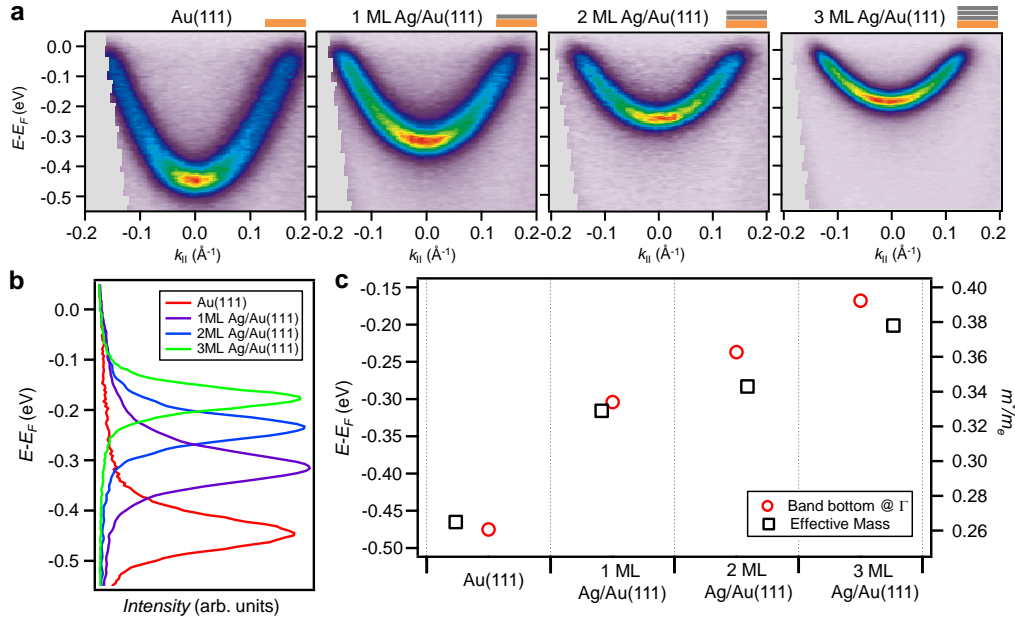 a
Au(111)
1 ML Ag/Au(111)
2 ML Ag/Au(111)
3 ML Ag/Au(111)
E-E_F (eV)
0.0
-0.1
-0.2
-0.3
-0.4
-0.5
-0.2 -0.1 0.0 0.1 0.2
-0.2 -0.1 0.0 0.1 0.2
-0.2 -0.1 0.0 0.1 0.2
-0.2 -0.1 0.0 0.1 0.2
k_II (Å⁻¹)
k_II (Å⁻¹)
k_II (Å⁻¹)
k_II (Å⁻¹)
b
E-E_F (eV)
0.0
-0.1
-0.2
-0.3
-0.4
-0.5
Au(111)
1ML Ag/Au(111)
2ML Ag/Au(111)
3ML Ag/Au(111)
Intensity (arb. units)
c
E-E_F (eV)
-0.15
-0.20
-0.25
-0.30
-0.35
-0.40
-0.45
-0.50
0.40
0.38
0.36
0.34
0.32
0.30
0.28
0.26
m*/m_e
Band bottom @ Γ
Effective Mass
Au(111)
1 ML
Ag/Au(111)
2 ML
Ag/Au(111)
3 ML
Ag/Au(111)